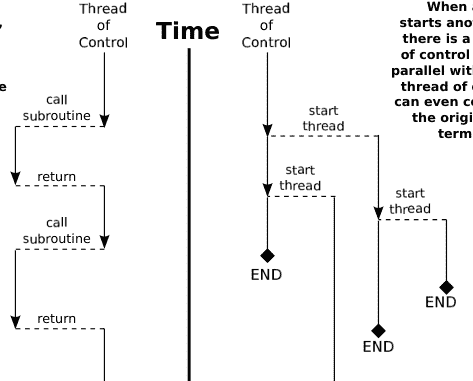 Thread
of
Control
call
subroutine
return
call
subroutine
return
Time
Thread
of
Control
start
thread
start
thread
start
thread
END
END
END
e
When a
starts ano
there is a
of control
parallel with
thread of
can even co
the origi
term